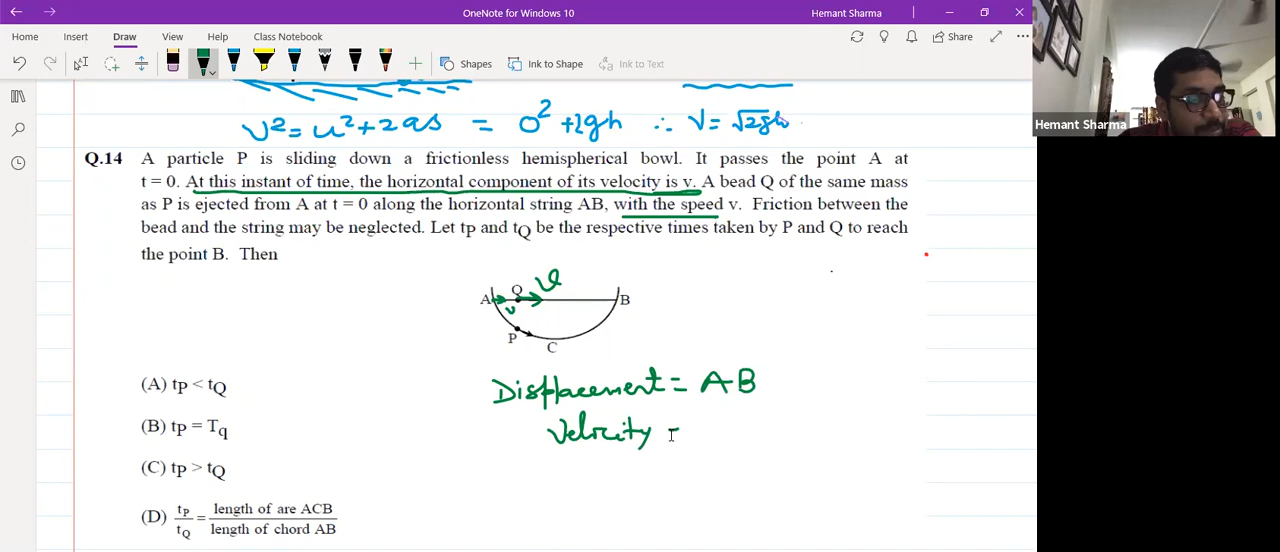 OneNote for Windows 10
Hemant Sharma
Home Insert Draw View Help Class Notebook
Share
Shapes Ink to Shape Ink to Text
Hemant Sharma
v² = u² + 2as = 0² + 2gh ∴ v = √2gh
Q.14 A particle P is sliding down a frictionless hemispherical bowl. It passes the point A at
t = 0. At this instant of time, the horizontal component of its velocity is v. A bead Q of the same mass
as P is ejected from A at t = 0 along the horizontal string AB, with the speed v. Friction between the
bead and the string may be neglected. Let tP and tQ be the respective times taken by P and Q to reach
the point B. Then
v
A Q B
v
P
C
(A) tP < tQ
Displacement = AB
(B) tP = Tq
Velocity =
(C) tP > tQ
(D) tP/tQ = length of are ACB / length of chord AB